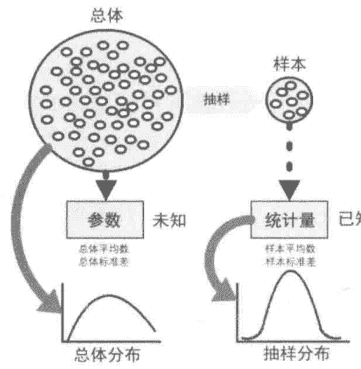 总体
样本
抽样
参数
未知
统计量
已知
总体平均数
总体标准差
样本平均数
样本标准差
总体分布
抽样分布